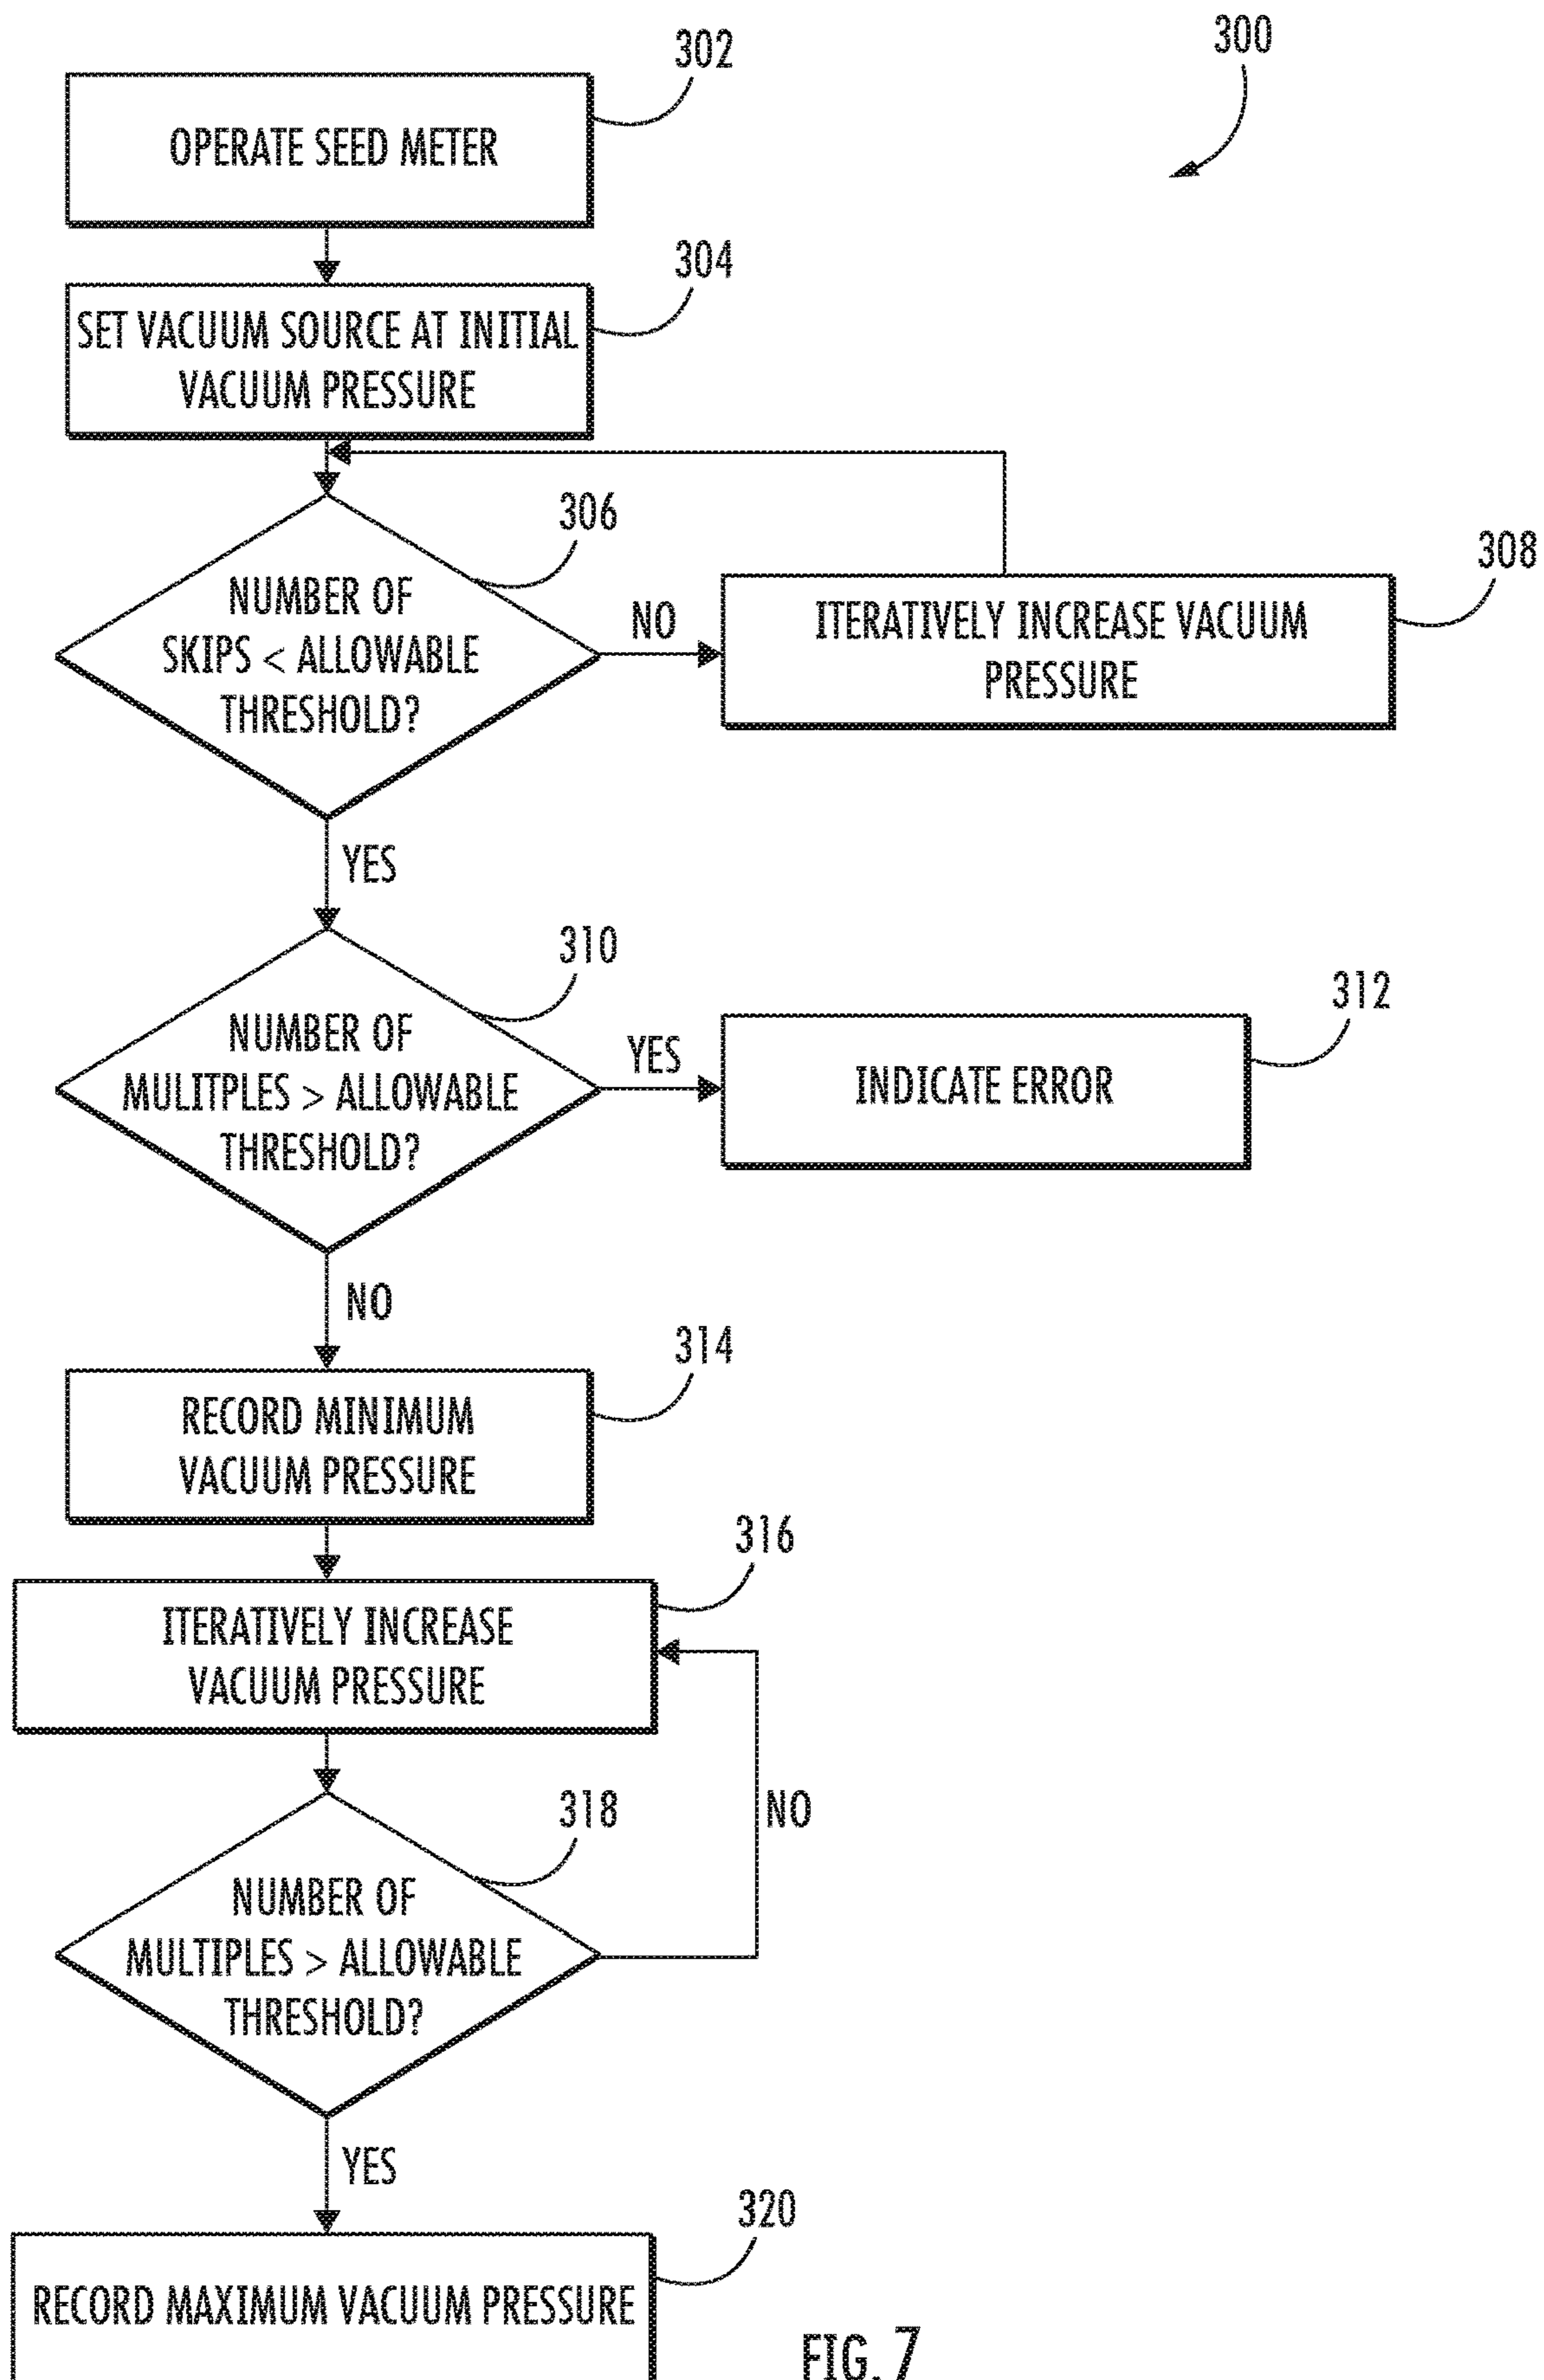 300
302
OPERATE SEED METER
304
SET VACUUM SOURCE AT INITIAL
VACUUM PRESSURE
306
NUMBER OF
SKIPS < ALLOWABLE
THRESHOLD?
NO
308
ITERATIVELY INCREASE VACUUM
PRESSURE
YES
310
NUMBER OF
MULITPLES > ALLOWABLE
THRESHOLD?
YES
312
INDICATE ERROR
NO
314
RECORD MINIMUM
VACUUM PRESSURE
316
ITERATIVELY INCREASE
VACUUM PRESSURE
318
NUMBER OF
MULTIPLES > ALLOWABLE
THRESHOLD?
NO
YES
320
RECORD MAXIMUM VACUUM PRESSURE
FIG. 7